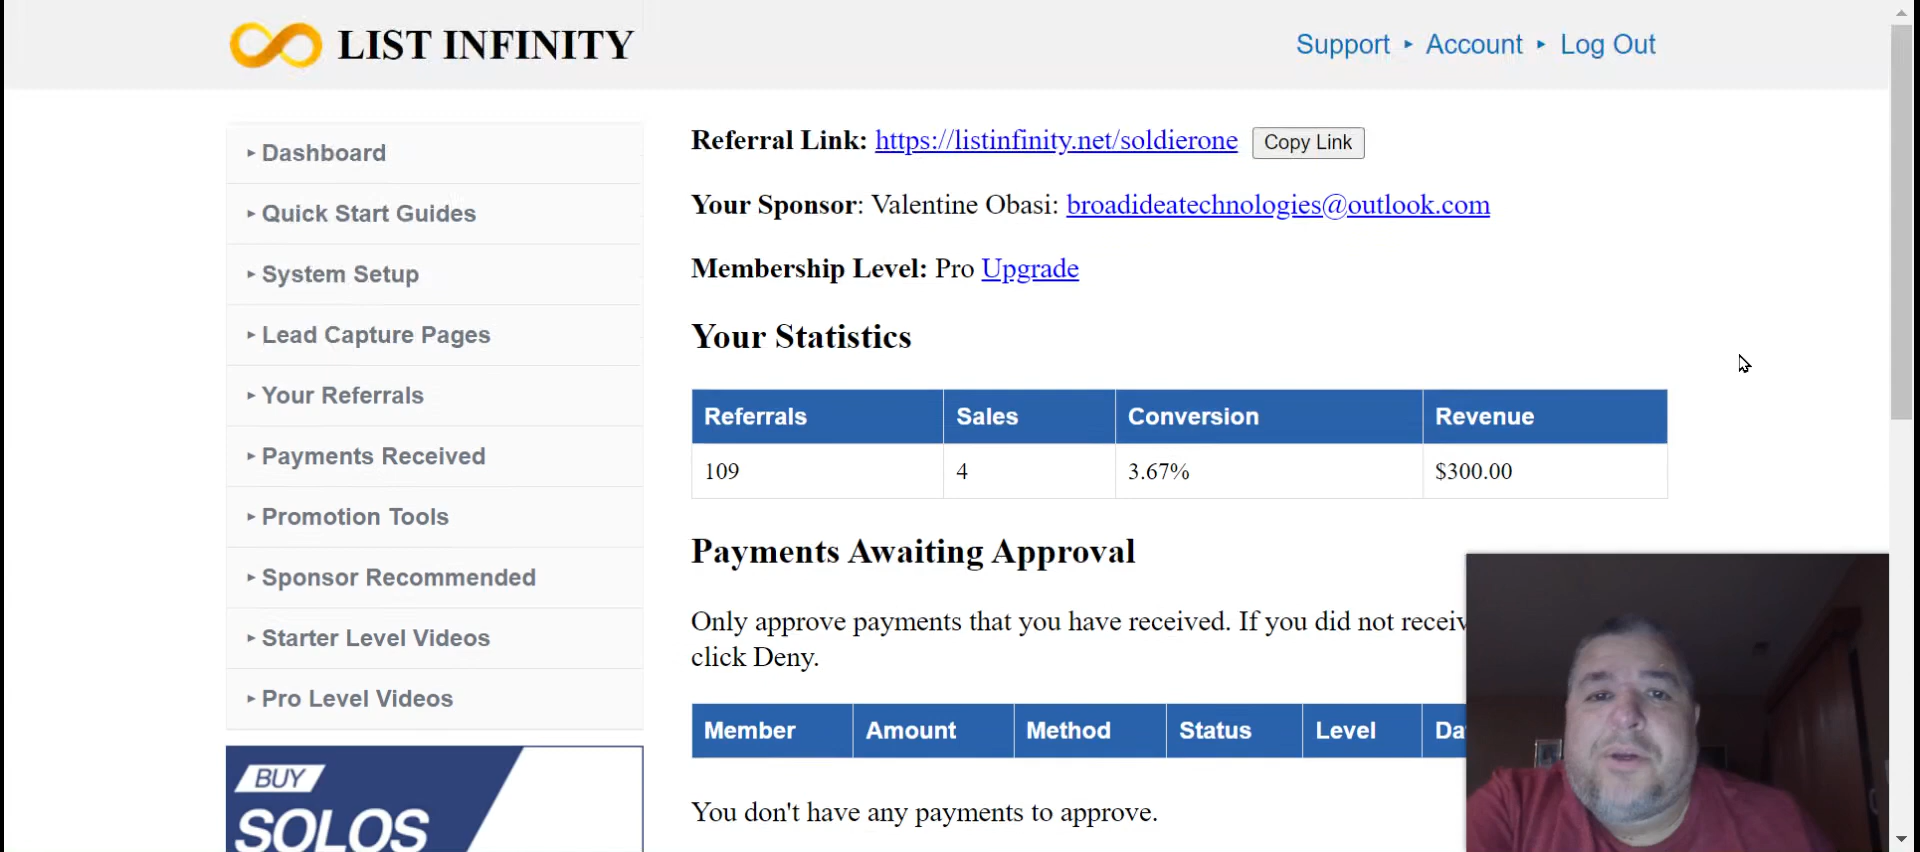 LIST INFINITY
Support ▸ Account ▸ Log Out
▸ Dashboard
▸ Quick Start Guides
▸ System Setup
▸ Lead Capture Pages
▸ Your Referrals
▸ Payments Received
▸ Promotion Tools
▸ Sponsor Recommended
▸ Starter Level Videos
▸ Pro Level Videos
BUY
SOLOS
Referral Link: https://listinfinity.net/soldierone Copy Link
Your Sponsor: Valentine Obasi: broadideatechnologies@outlook.com
Membership Level: Pro Upgrade
Your Statistics
Referrals Sales Conversion Revenue
109 4 3.67% $300.00
Payments Awaiting Approval
Only approve payments that you have received. If you did not receiv
click Deny.
Member Amount Method Status Level Da
You don't have any payments to approve.